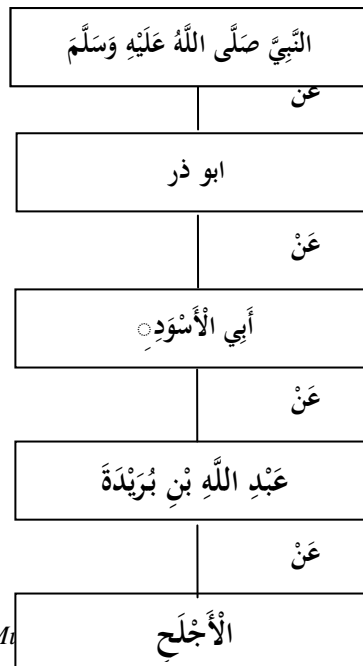 النَّبِيَّ صَلَّى اللَّهُ عَلَيْهِ وَسَلَّمَ
عَنْ
ابو ذر
عَنْ
أَبِي الْأَسْوَدِ ِ
عَنْ
عَبْدِ اللَّهِ بْنِ بُرَيْدَةَ
عَنْ
الْأَجْلَحِ